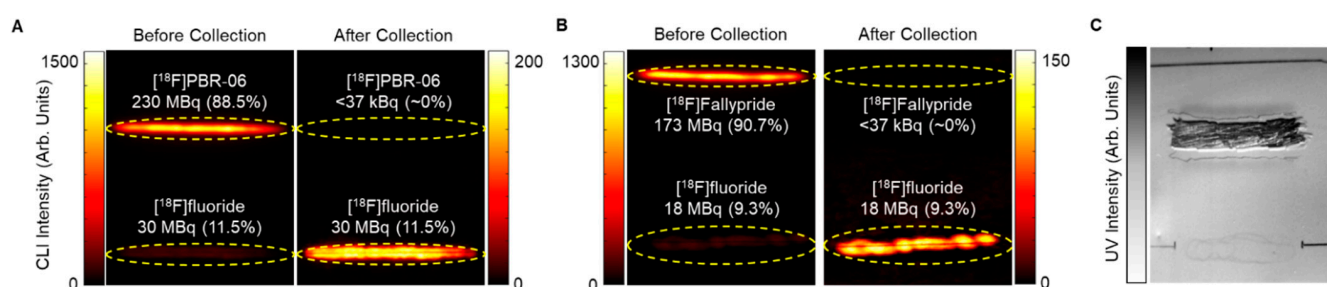 A
Before Collection
After Collection
1500
CLI Intensity (Arb. Units)
0
[¹⁸F]PBR-06
230 MBq (88.5%)
[¹⁸F]PBR-06
<37 kBq (~0%)
[¹⁸F]fluoride
30 MBq (11.5%)
[¹⁸F]fluoride
30 MBq (11.5%)
200
0
B
Before Collection
After Collection
1300
0
[¹⁸F]Fallypride
173 MBq (90.7%)
[¹⁸F]Fallypride
<37 kBq (~0%)
[¹⁸F]fluoride
18 MBq (9.3%)
[¹⁸F]fluoride
18 MBq (9.3%)
150
0
C
UV Intensity (Arb. Units)